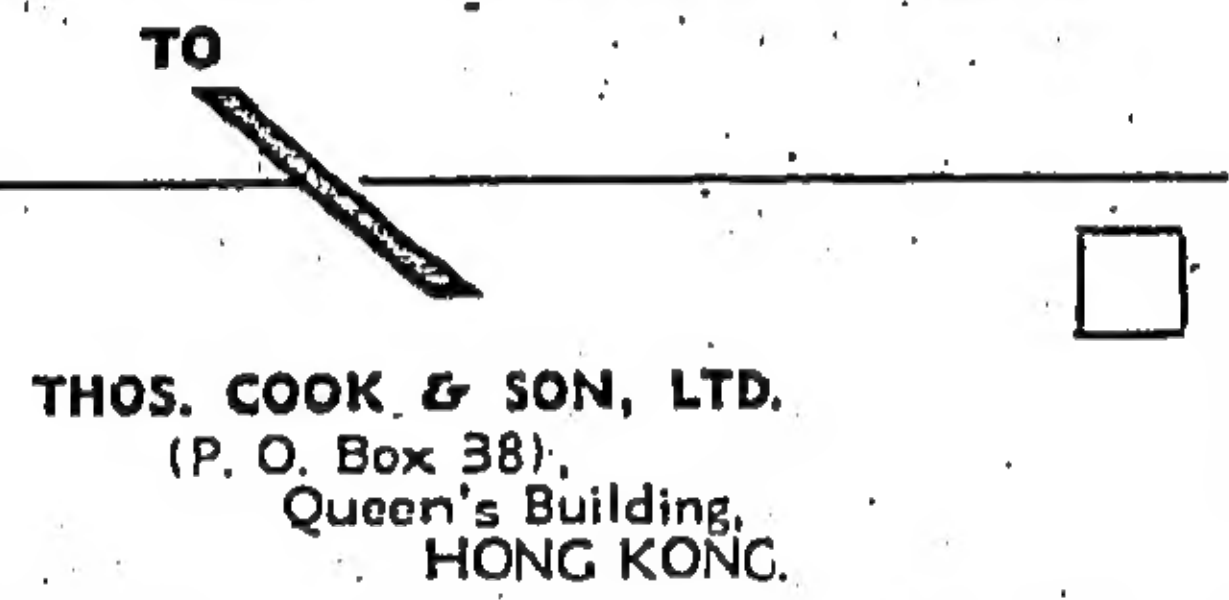 TO
THOS. COOK & SON, LTD.
(P. O. Box 38),
Queen's Building,
HONG KONG.